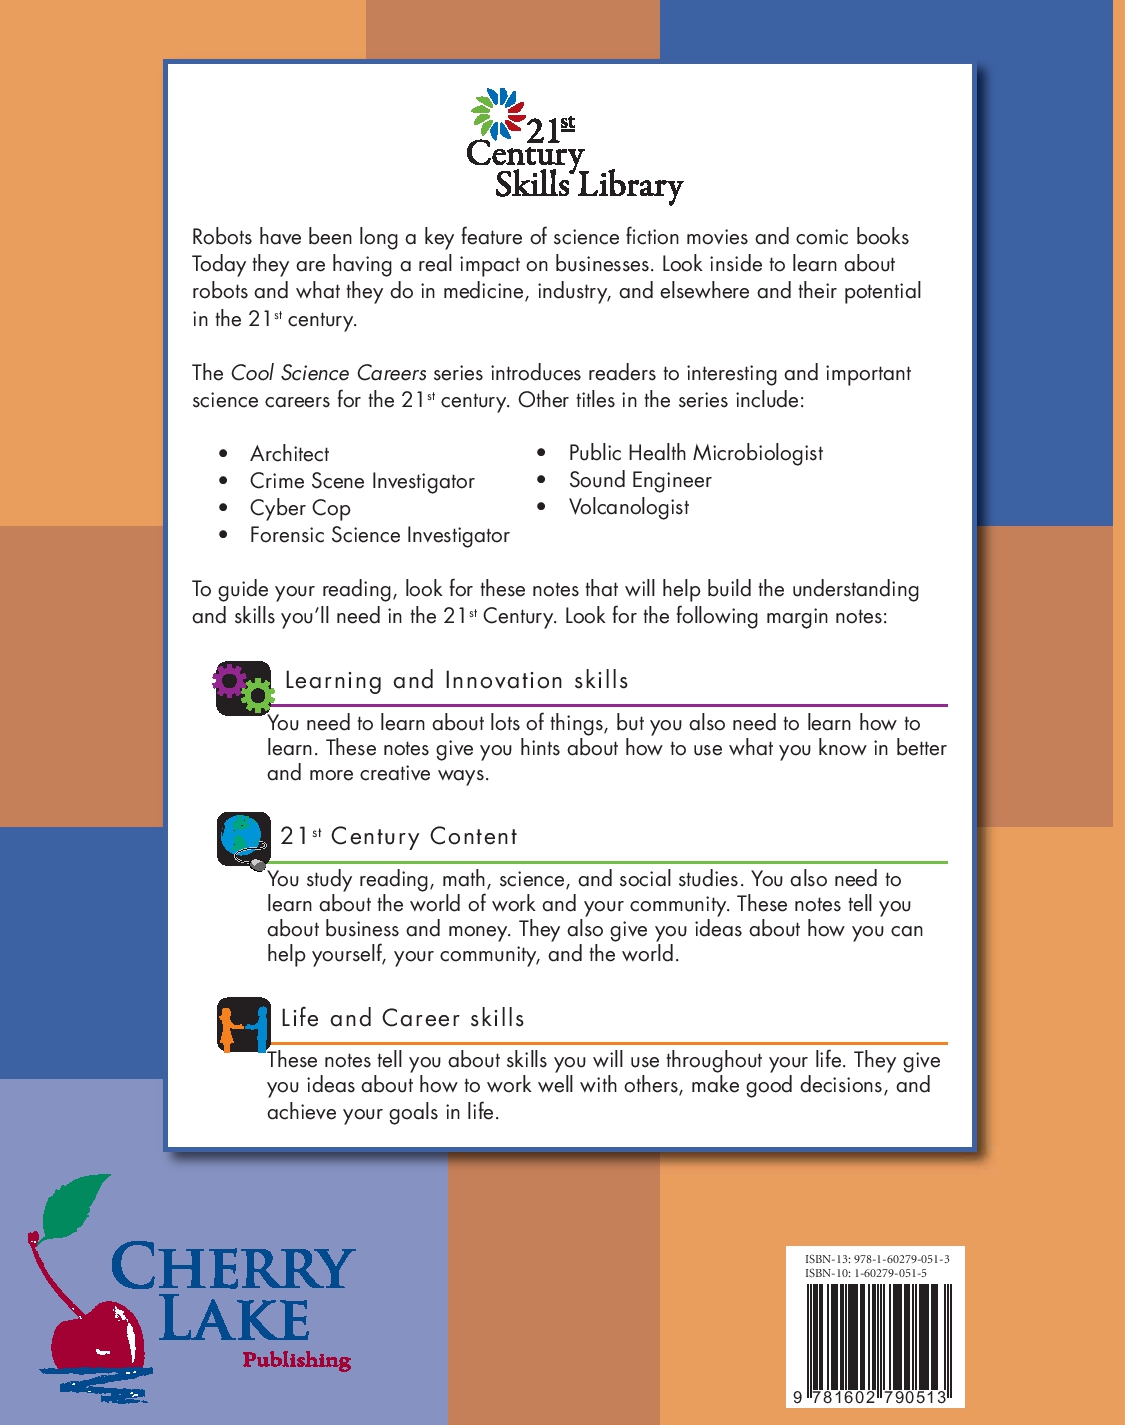 21st
Century
Skills Library
Robots have been long a key feature of science fiction movies and comic books
Today they are having a real impact on businesses. Look inside to learn about
robots and what they do in medicine, industry, and elsewhere and their potential
in the 21st century.
The Cool Science Careers series introduces readers to interesting and important
science careers for the 21st century. Other titles in the series include:
• Architect
• Crime Scene Investigator
• Cyber Cop
• Forensic Science Investigator
• Public Health Microbiologist
• Sound Engineer
• Volcanologist
To guide your reading, look for these notes that will help build the understanding
and skills you’ll need in the 21st Century. Look for the following margin notes:
Learning and Innovation skills
You need to learn about lots of things, but you also need to learn how to
learn. These notes give you hints about how to use what you know in better
and more creative ways.
21st Century Content
You study reading, math, science, and social studies. You also need to
learn about the world of work and your community. These notes tell you
about business and money. They also give you ideas about how you can
help yourself, your community, and the world.
Life and Career skills
These notes tell you about skills you will use throughout your life. They give
you ideas about how to work well with others, make good decisions, and
achieve your goals in life.
CHERRY
LAKE
Publishing
ISBN-13: 978-1-60279-051-3
ISBN-10: 1-60279-051-5
9 781602 790513